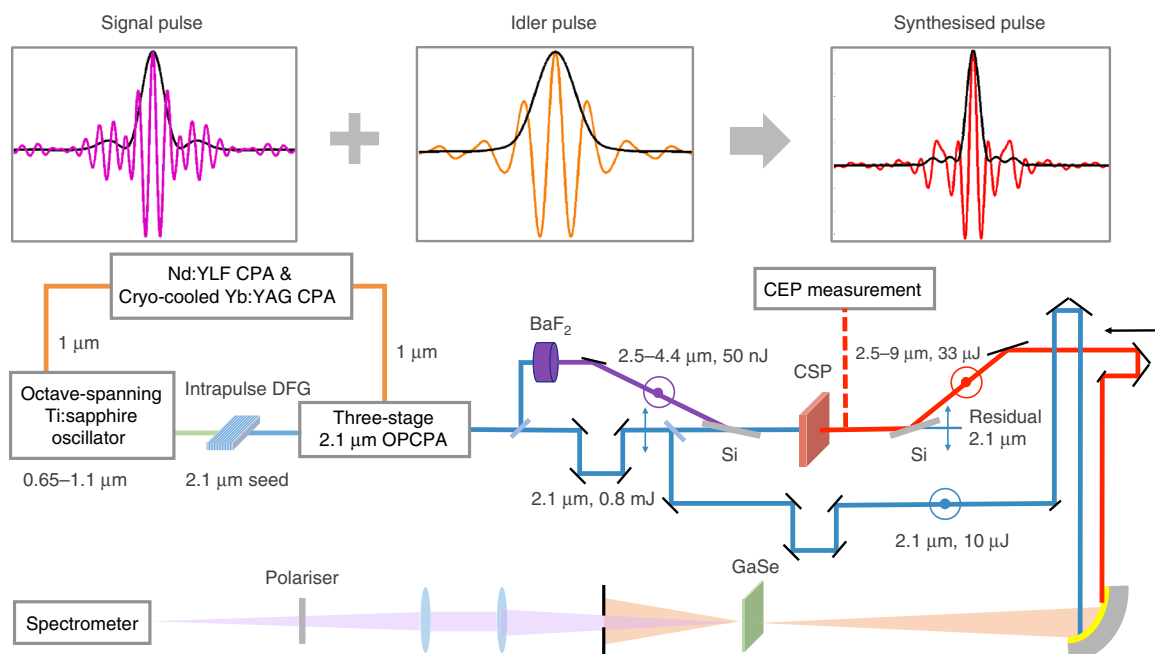 Signal pulse
Idler pulse
Synthesised pulse
Nd:YLF CPA &
Cryo-cooled Yb:YAG CPA
CEP measurement
BaF2
1 μm
1 μm
2.5–4.4 μm, 50 nJ
2.5–9 μm, 33 μJ
CSP
Octave-spanning
Ti:sapphire
oscillator
Intrapulse DFG
Three-stage
2.1 μm OPCPA
Residual
2.1 μm
Si
Si
0.65–1.1 μm
2.1 μm seed
2.1 μm, 0.8 mJ
2.1 μm, 10 μJ
Polariser
GaSe
Spectrometer